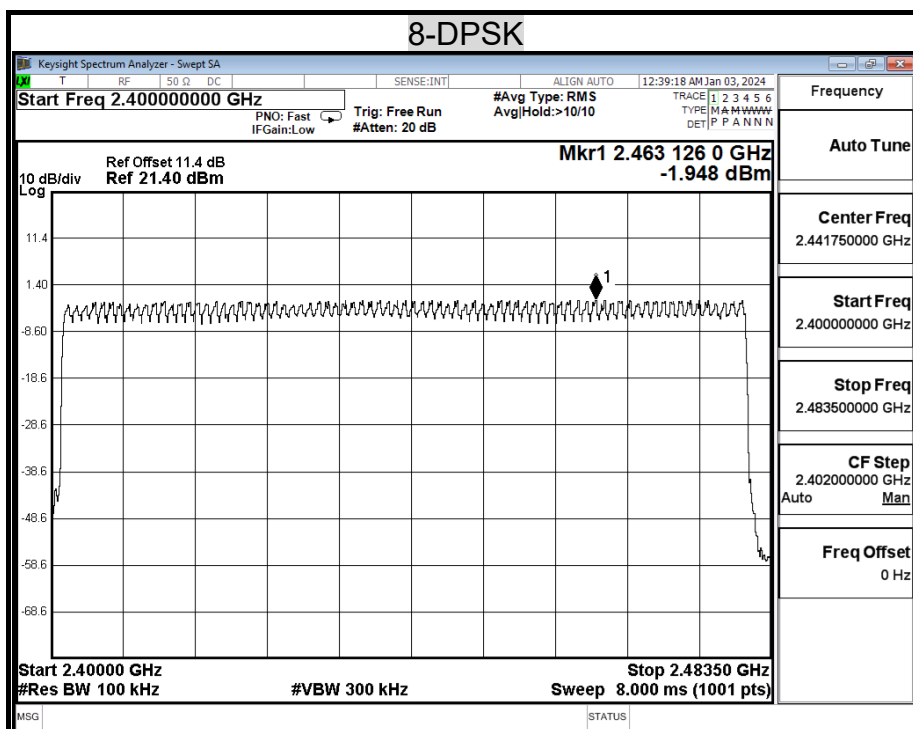 8-DPSK
Keysight Spectrum Analyzer - Swept SA
LXI T RF 50 Ω DC SENSE:INT ALIGN AUTO 12:39:18 AM Jan 03, 2024
Start Freq 2.400000000 GHz
PNO: Fast
IFGain:Low
Trig: Free Run
#Atten: 20 dB
#Avg Type: RMS
Avg|Hold:>10/10
TRACE 1 2 3 4 5 6
TYPE M A M W W W W
DET P P A N N N
Frequency
Auto Tune
Center Freq
2.441750000 GHz
Start Freq
2.400000000 GHz
Stop Freq
2.483500000 GHz
CF Step
2.402000000 GHz
Auto Man
Freq Offset
0 Hz
Mkr1 2.463 126 0 GHz
-1.948 dBm
Ref Offset 11.4 dB
10 dB/div Ref 21.40 dBm
Log
11.4
1.40
-8.60
-18.6
-28.6
-38.6
-48.6
-58.6
-68.6
1
Start 2.40000 GHz Stop 2.48350 GHz
#Res BW 100 kHz #VBW 300 kHz Sweep 8.000 ms (1001 pts)
MSG STATUS